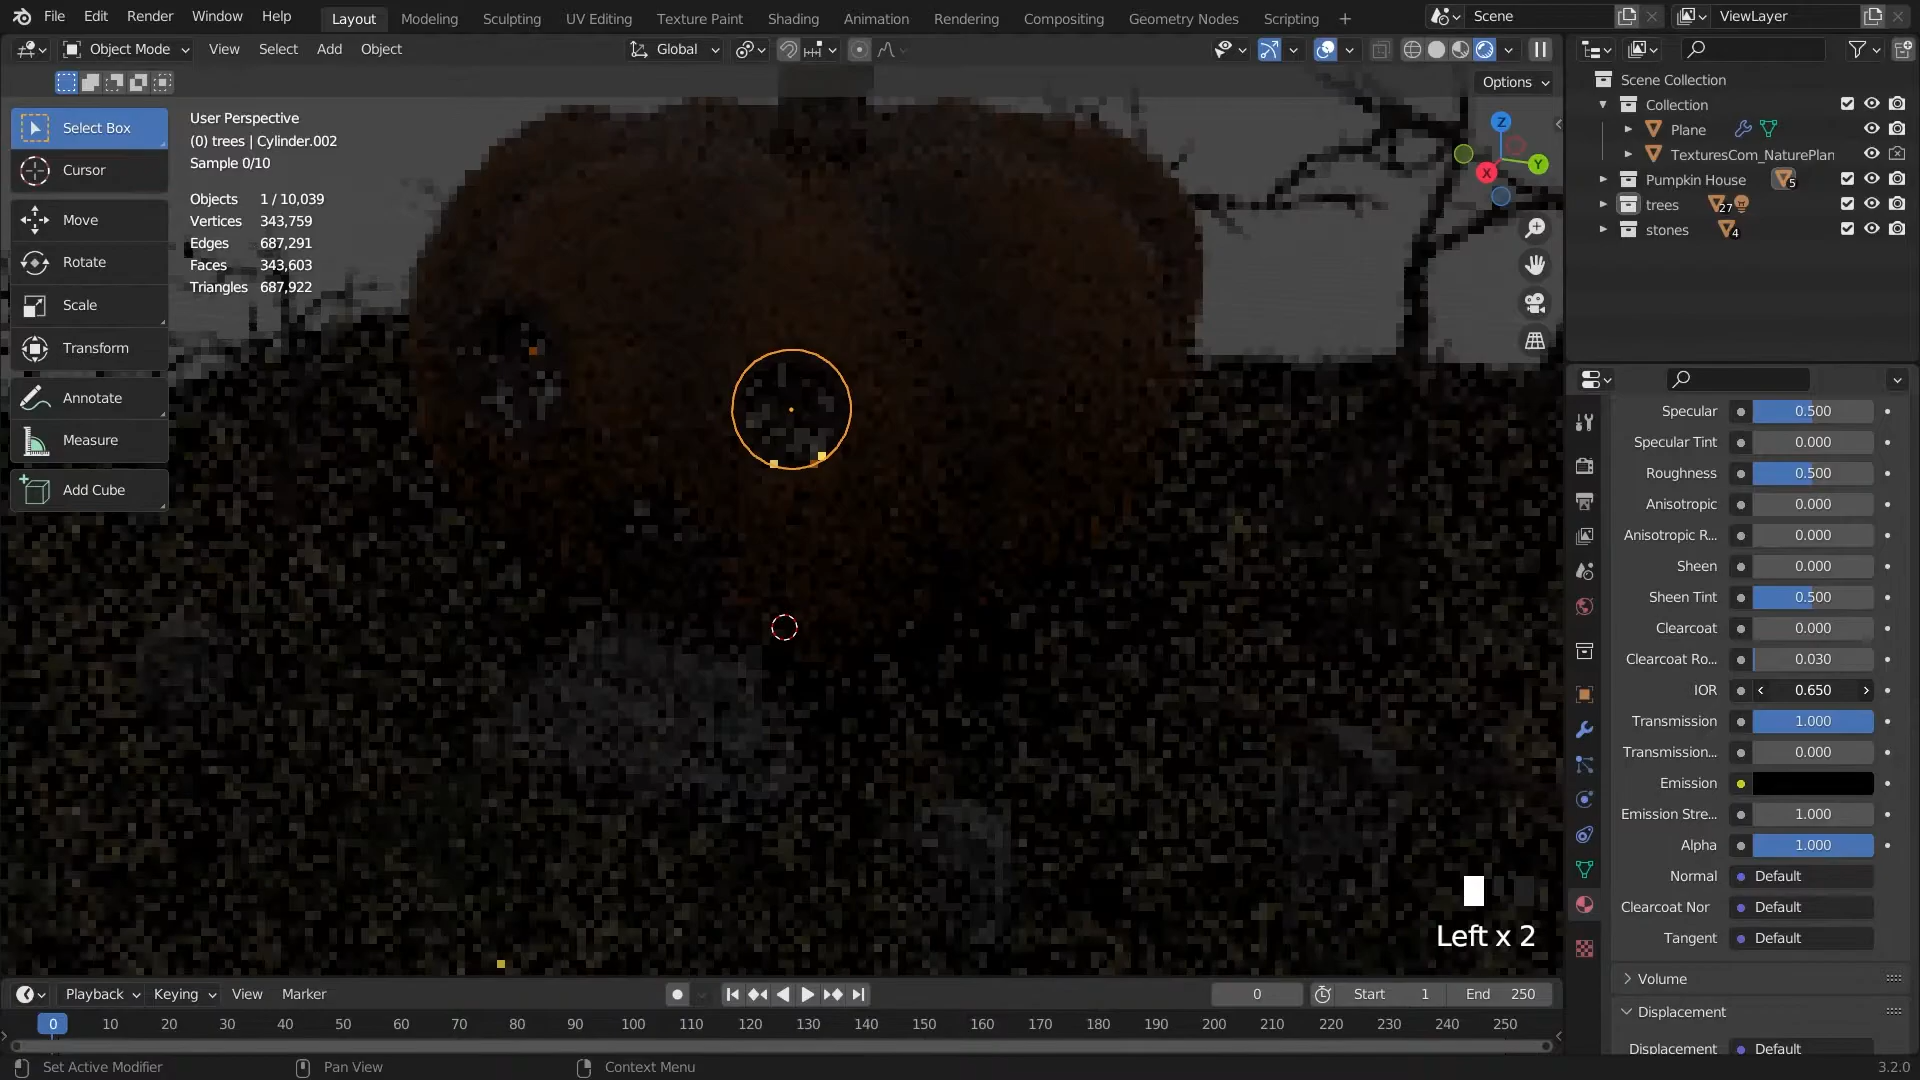 File Edit Render Window Help Layout Modeling Sculpting UV Editing Texture Paint Shading Animation Rendering Compositing Geometry Nodes Scripting Scene ViewLayer
Object Mode View Select Add Object Global
Options
Select Box
Cursor
Move
Rotate
Scale
Transform
Annotate
Measure
Add Cube
User Perspective
(0) trees | Cylinder.002
Sample 0/10
Objects 1 / 10,039
Vertices 343,759
Edges 687,291
Faces 343,603
Triangles 687,922
Z
Y
X
Scene Collection
Collection
Plane
TexturesCom_NaturePlan
Pumpkin House 5
trees 27
stones 4
Specular 0.500
Specular Tint 0.000
Roughness 0.500
Anisotropic 0.000
Anisotropic R... 0.000
Sheen 0.000
Sheen Tint 0.500
Clearcoat 0.000
Clearcoat Ro... 0.030
IOR 0.650
Transmission 1.000
Transmission... 0.000
Emission
Emission Stre... 1.000
Alpha 1.000
Normal Default
Clearcoat Nor Default
Tangent Default
Volume
Displacement
Displacement Default
Left x 2
Playback Keying View Marker 0 Start 1 End 250
0 10 20 30 40 50 60 70 80 90 100 110 120 130 140 150 160 170 180 190 200 210 220 230 240 250
Set Active Modifier Pan View Context Menu 3.2.0